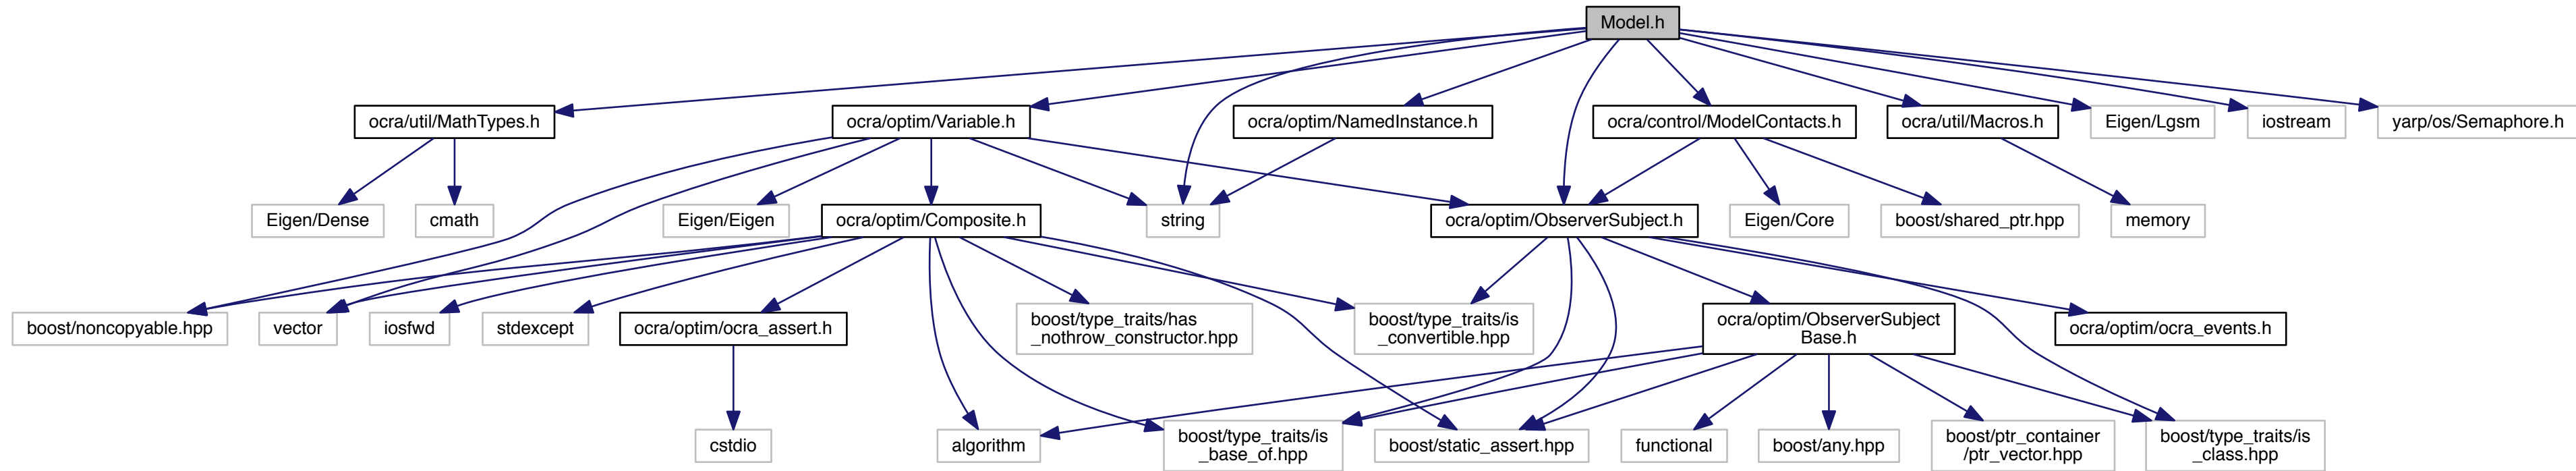 Model.h
ocra/util/MathTypes.h
ocra/optim/Variable.h
ocra/optim/NamedInstance.h
ocra/control/ModelContacts.h
ocra/util/Macros.h
Eigen/Lgsm
iostream
yarp/os/Semaphore.h
Eigen/Dense
cmath
Eigen/Eigen
ocra/optim/Composite.h
string
ocra/optim/ObserverSubject.h
Eigen/Core
boost/shared_ptr.hpp
memory
boost/noncopyable.hpp
vector
iosfwd
stdexcept
ocra/optim/ocra_assert.h
boost/type_traits/has
_nothrow_constructor.hpp
boost/type_traits/is
_convertible.hpp
ocra/optim/ObserverSubject
Base.h
ocra/optim/ocra_events.h
cstdio
algorithm
boost/type_traits/is
_base_of.hpp
boost/static_assert.hpp
functional
boost/any.hpp
boost/ptr_container
/ptr_vector.hpp
boost/type_traits/is
_class.hpp